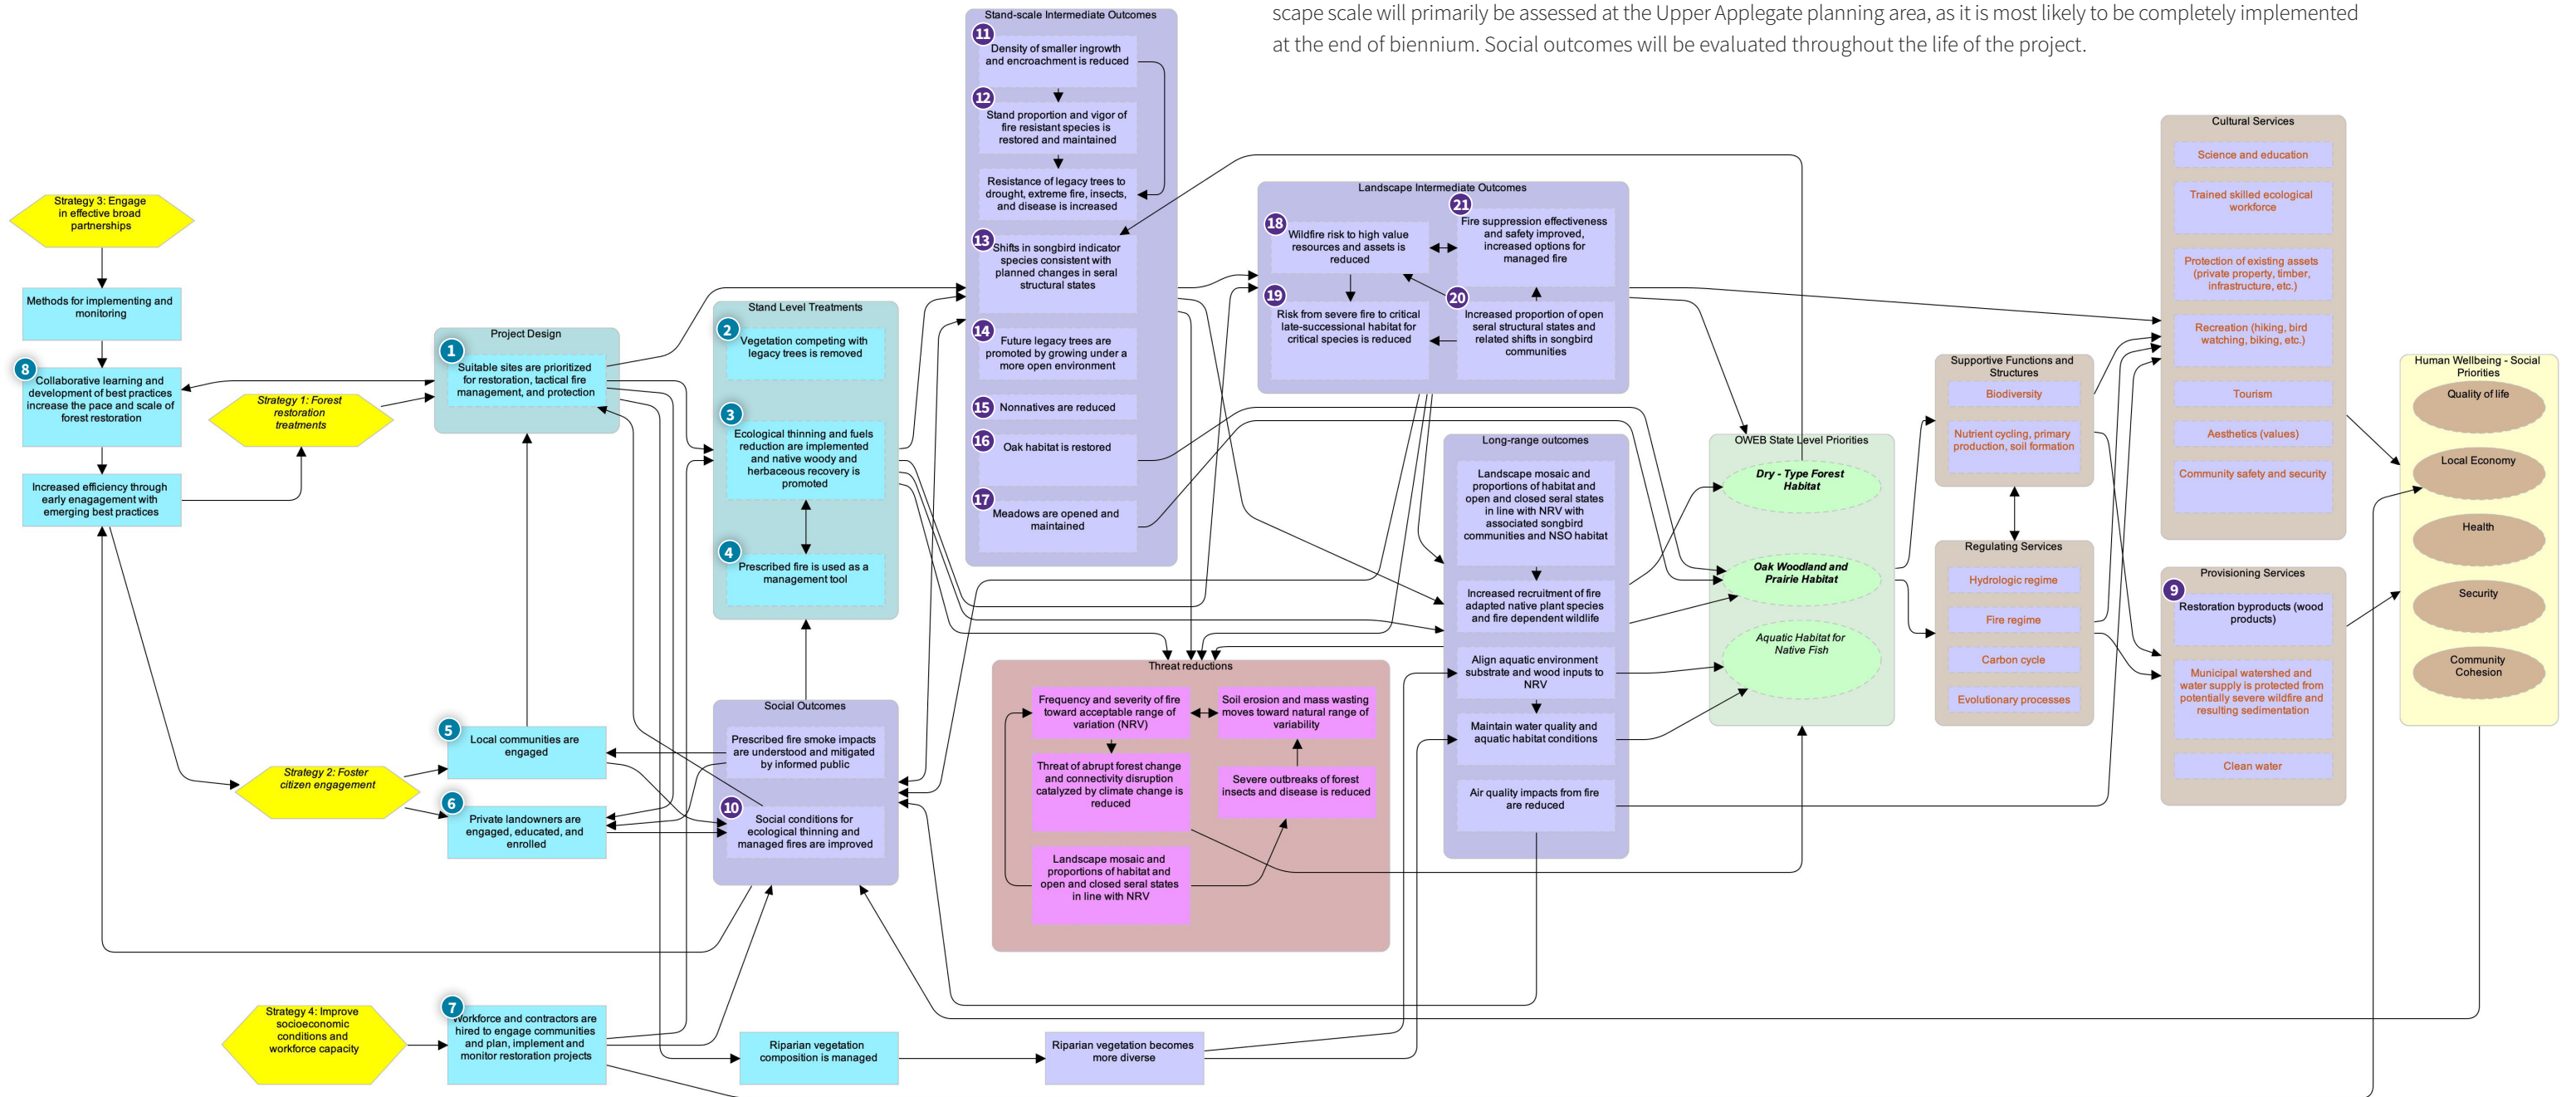 scape scale will primarily be assessed at the Upper Applegate planning area, as it is most likely to be completely implemented
at the end of biennium. Social outcomes will be evaluated throughout the life of the project.
Strategy 3: Engage
in effective broad
partnerships
Methods for implementing and
monitoring
8
Collaborative learning and
development of best practices
increase the pace and scale of
forest restoration
Increased efficiency through
early enagagement with
emerging best practices
Strategy 1: Forest
restoration
treatments
Strategy 2: Foster
citizen engagement
Strategy 4: Improve
socioeconomic
conditions and
workforce capacity
Project Design
1
Suitable sites are prioritized
for restoration, tactical fire
management, and protection
5
Local communities are
engaged
6
Private landowners are
engaged, educated, and
enrolled
7
Workforce and contractors are
hired to engage communities
and plan, implement and
monitor restoration projects
Stand Level Treatments
2
Vegetation competing with
legacy trees is removed
3
Ecological thinning and fuels
reduction are implemented
and native woody and
herbaceous recovery is
promoted
4
Prescribed fire is used as a
management tool
Social Outcomes
Prescribed fire smoke impacts
are understood and mitigated
by informed public
10
Social conditions for
ecological thinning and
managed fires are improved
Riparian vegetation
composition is managed
Riparian vegetation becomes
more diverse
Stand-scale Intermediate Outcomes
11
Density of smaller ingrowth
and encroachment is reduced
12
Stand proportion and vigor of
fire resistant species is
restored and maintained
Resistance of legacy trees to
drought, extreme fire, insects,
and disease is increased
13
Shifts in songbird indicator
species consistent with
planned changes in seral
structural states
14
Future legacy trees are
promoted by growing under a
more open environment
15
Nonnatives are reduced
16
Oak habitat is restored
17
Meadows are opened and
maintained
Threat reductions
Frequency and severity of fire
toward acceptable range of
variation (NRV)
Soil erosion and mass wasting
moves toward natural range of
variability
Threat of abrupt forest change
and connectivity disruption
catalyzed by climate change is
reduced
Severe outbreaks of forest
insects and disease is reduced
Landscape mosaic and
proportions of habitat and
open and closed seral states
in line with NRV
Landscape Intermediate Outcomes
18
Wildfire risk to high value
resources and assets is
reduced
21
Fire suppression effectiveness
and safety improved,
increased options for
managed fire
19
Risk from severe fire to critical
late-successional habitat for
critical species is reduced
20
Increased proportion of open
seral structural states and
related shifts in songbird
communities
Long-range outcomes
Landscape mosaic and
proportions of habitat and
open and closed seral states
in line with NRV with
associated songbird
communities and NSO habitat
Increased recruitment of fire
adapted native plant species
and fire dependent wildlife
Align aquatic environment
substrate and wood inputs to
NRV
Maintain water quality and
aquatic habitat conditions
Air quality impacts from fire
are reduced
OWEB State Level Priorities
Dry - Type Forest
Habitat
Oak Woodland and
Prairie Habitat
Aquatic Habitat for
Native Fish
Supportive Functions and
Structures
Biodiversity
Nutrient cycling, primary
production, soil formation
Regulating Services
Hydrologic regime
Fire regime
Carbon cycle
Evolutionary processes
Cultural Services
Science and education
Trained skilled ecological
workforce
Protection of existing assets
(private property, timber,
infrastructure, etc.)
Recreation (hiking, bird
watching, biking, etc.)
Tourism
Aesthetics (values)
Community safety and security
Provisioning Services
9
Restoration byproducts (wood
products)
Municipal watershed and
water supply is protected from
potentially severe wildfire and
resulting sedimentation
Clean water
Human Wellbeing - Social
Priorities
Quality of life
Local Economy
Health
Security
Community
Cohesion